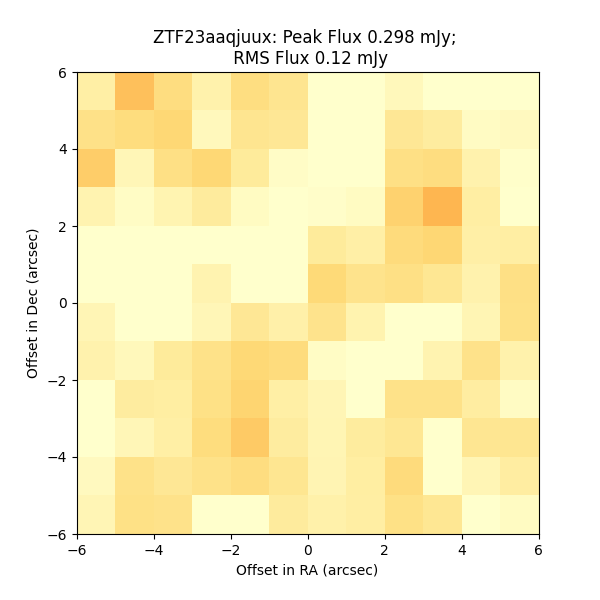 ZTF23aaqjuux: Peak Flux 0.298 mJy;
RMS Flux 0.12 mJy
6
4
2
0
−2
−4
−6
Offset in Dec (arcsec)
−6 −4 −2 0 2 4 6
Offset in RA (arcsec)